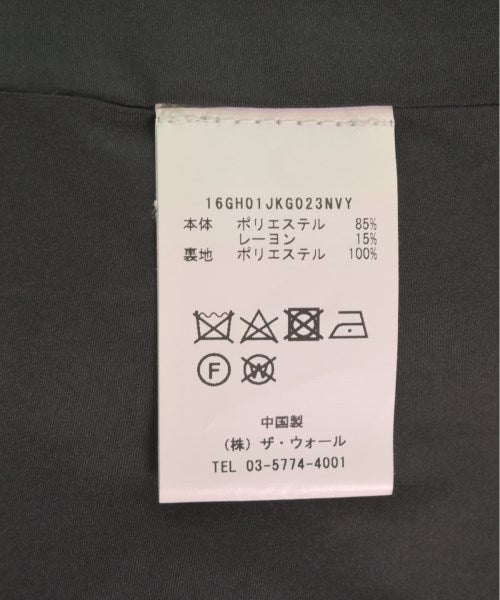 16GH01JKG023NVY
本体 ポリエステル 85%
レーヨン 15%
裏地 ポリエステル 100%
F W
中国製
(株) ザ・ウォール
TEL 03-5774-4001